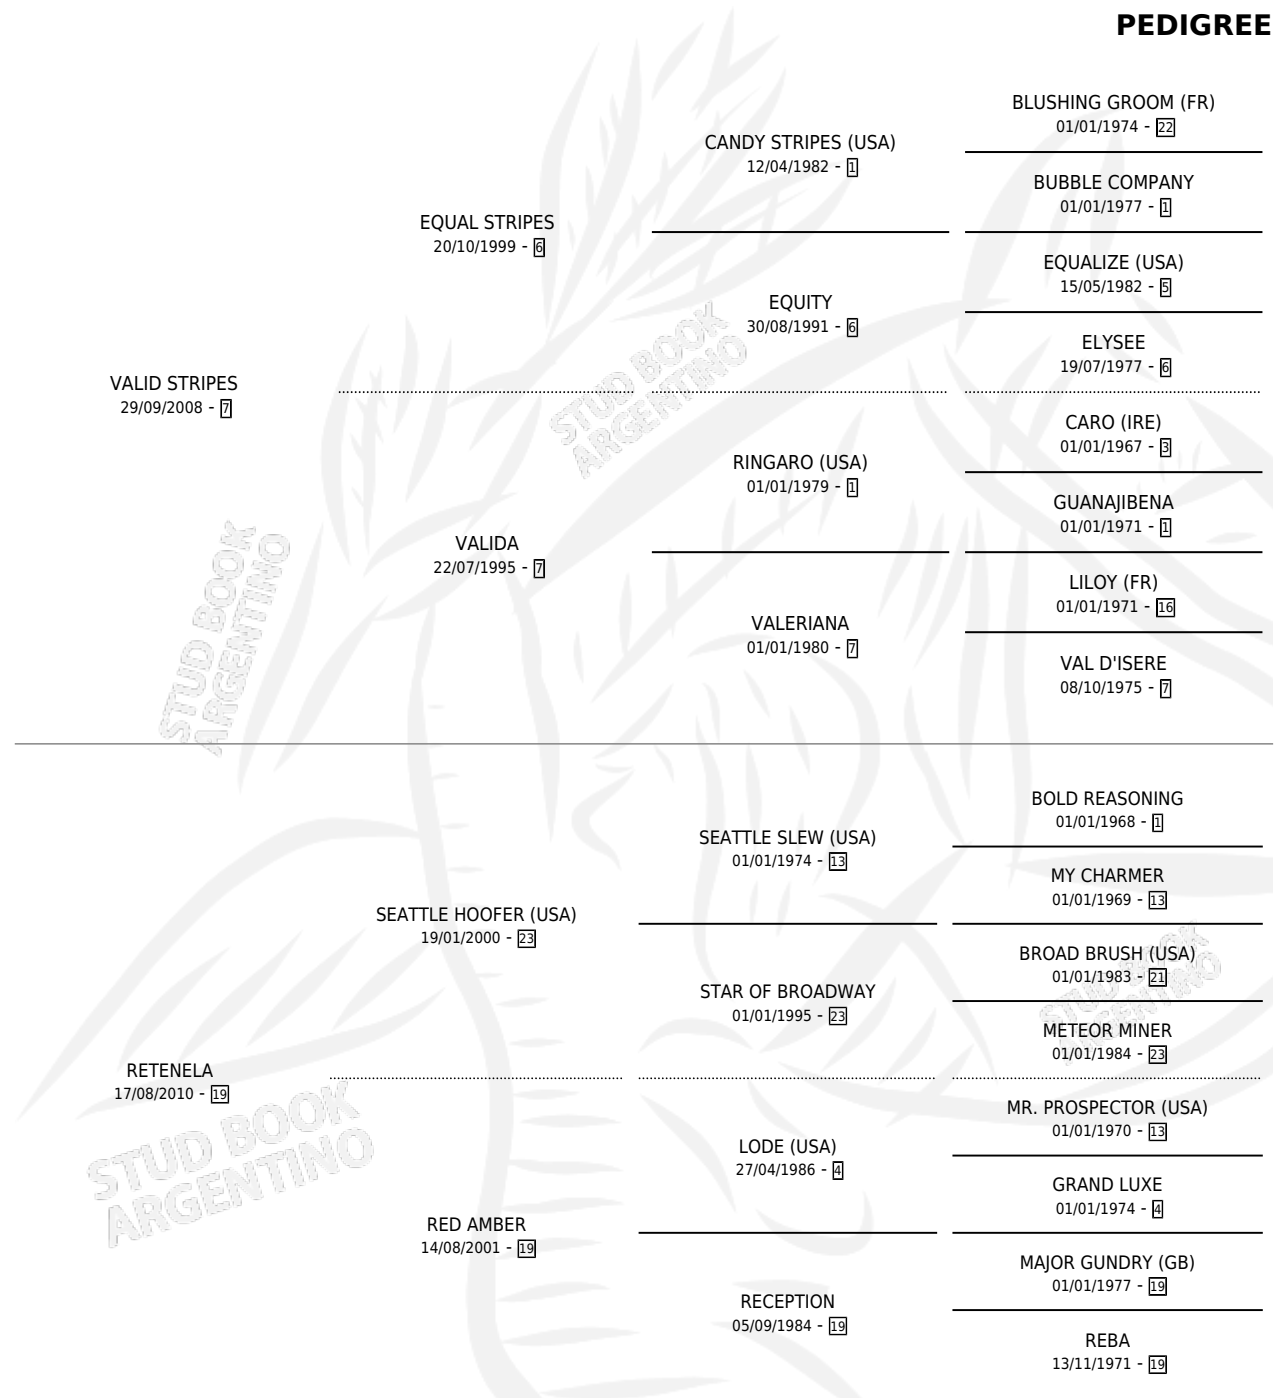 PEDIGREE
BLUSHING GROOM (FR)
01/01/1974 - 22
CANDY STRIPES (USA)
12/04/1982 - 1
BUBBLE COMPANY
01/01/1977 - 1
EQUAL STRIPES
20/10/1999 - 6
EQUALIZE (USA)
15/05/1982 - 5
EQUITY
30/08/1991 - 6
ELYSEE
19/07/1977 - 6
VALID STRIPES
29/09/2008 - 7
CARO (IRE)
01/01/1967 - 3
RINGARO (USA)
01/01/1979 - 1
GUANAJIBENA
01/01/1971 - 1
VALIDA
22/07/1995 - 7
LILOY (FR)
01/01/1971 - 16
VALERIANA
01/01/1980 - 7
VAL D'ISERE
08/10/1975 - 7
BOLD REASONING
01/01/1968 - 1
SEATTLE SLEW (USA)
01/01/1974 - 13
MY CHARMER
01/01/1969 - 13
SEATTLE HOOFER (USA)
19/01/2000 - 23
BROAD BRUSH (USA)
01/01/1983 - 21
STAR OF BROADWAY
01/01/1995 - 23
METEOR MINER
01/01/1984 - 23
RETENELA
17/08/2010 - 19
MR. PROSPECTOR (USA)
01/01/1970 - 13
LODE (USA)
27/04/1986 - 4
GRAND LUXE
01/01/1974 - 4
RED AMBER
14/08/2001 - 19
MAJOR GUNDRY (GB)
01/01/1977 - 19
RECEPTION
05/09/1984 - 19
REBA
13/11/1971 - 19
STUD BOOK
ARGENTINO
STUD BOOK
ARGENTINO
STUD BOOK
ARGENTINO
STUD BOOK
ARGENTINO